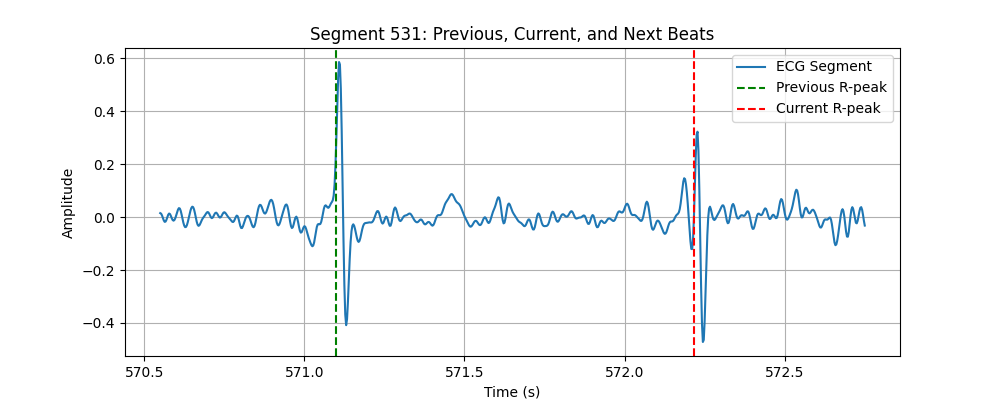 Segment 531: Previous, Current, and Next Beats
ECG Segment
Previous R-peak
Current R-peak
Amplitude
0.6
0.4
0.2
0.0
−0.2
−0.4
570.5 571.0 571.5 572.0 572.5
Time (s)